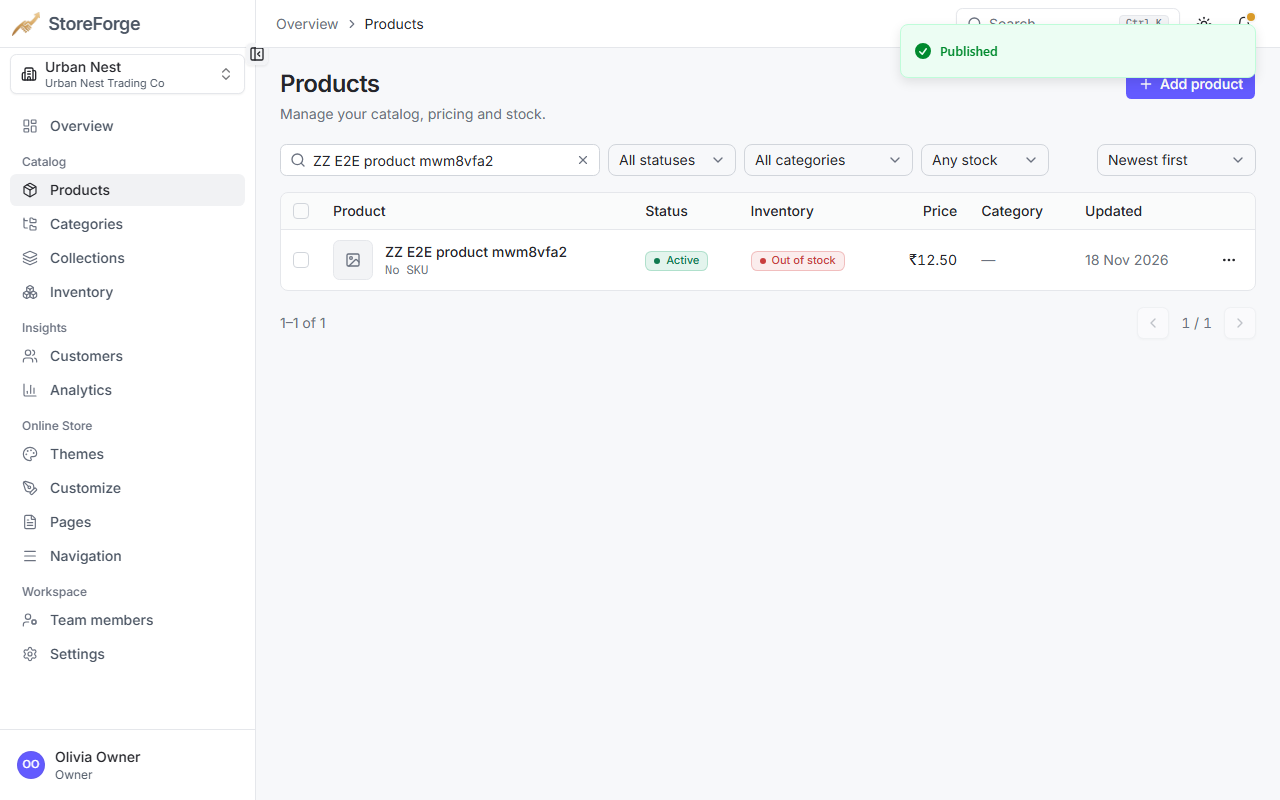 StoreForge
Overview > Products
Search
Ctrl K
Published
Urban Nest
Urban Nest Trading Co
Overview
Catalog
Products
Categories
Collections
Inventory
Insights
Customers
Analytics
Online Store
Themes
Customize
Pages
Navigation
Workspace
Team members
Settings
OO
Olivia Owner
Owner
Products
Manage your catalog, pricing and stock.
Add product
ZZ E2E product mwm8vfa2
All statuses
All categories
Any stock
Newest first
Product Status Inventory Price Category Updated
ZZ E2E product mwm8vfa2
No SKU
Active
Out of stock
₹12.50
—
18 Nov 2026
1–1 of 1
1 / 1